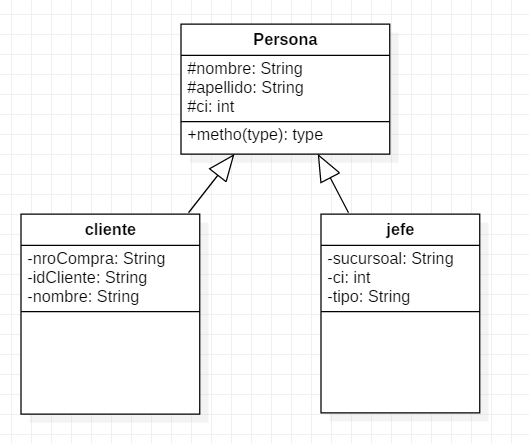 Persona
#nombre: String
#apellido: String
#ci: int
+metho(type): type
cliente
-nroCompra: String
-idCliente: String
-nombre: String
jefe
-sucursoal: String
-ci: int
-tipo: String